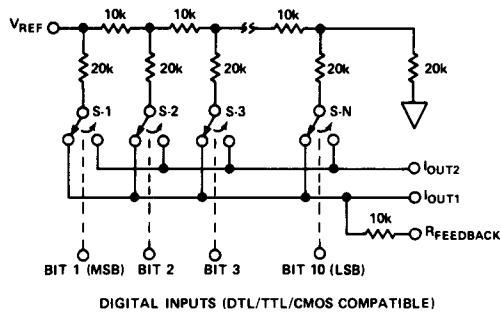 10k 10k 10k
VREF
20k 20k 20k 20k 20k
S-1 S-2 S-3 S-N
IOUT2
IOUT1
10k
RFEEDBACK
BIT 1 (MSB) BIT 2 BIT 3 BIT 10 (LSB)
DIGITAL INPUTS (DTL/TTL/CMOS COMPATIBLE)